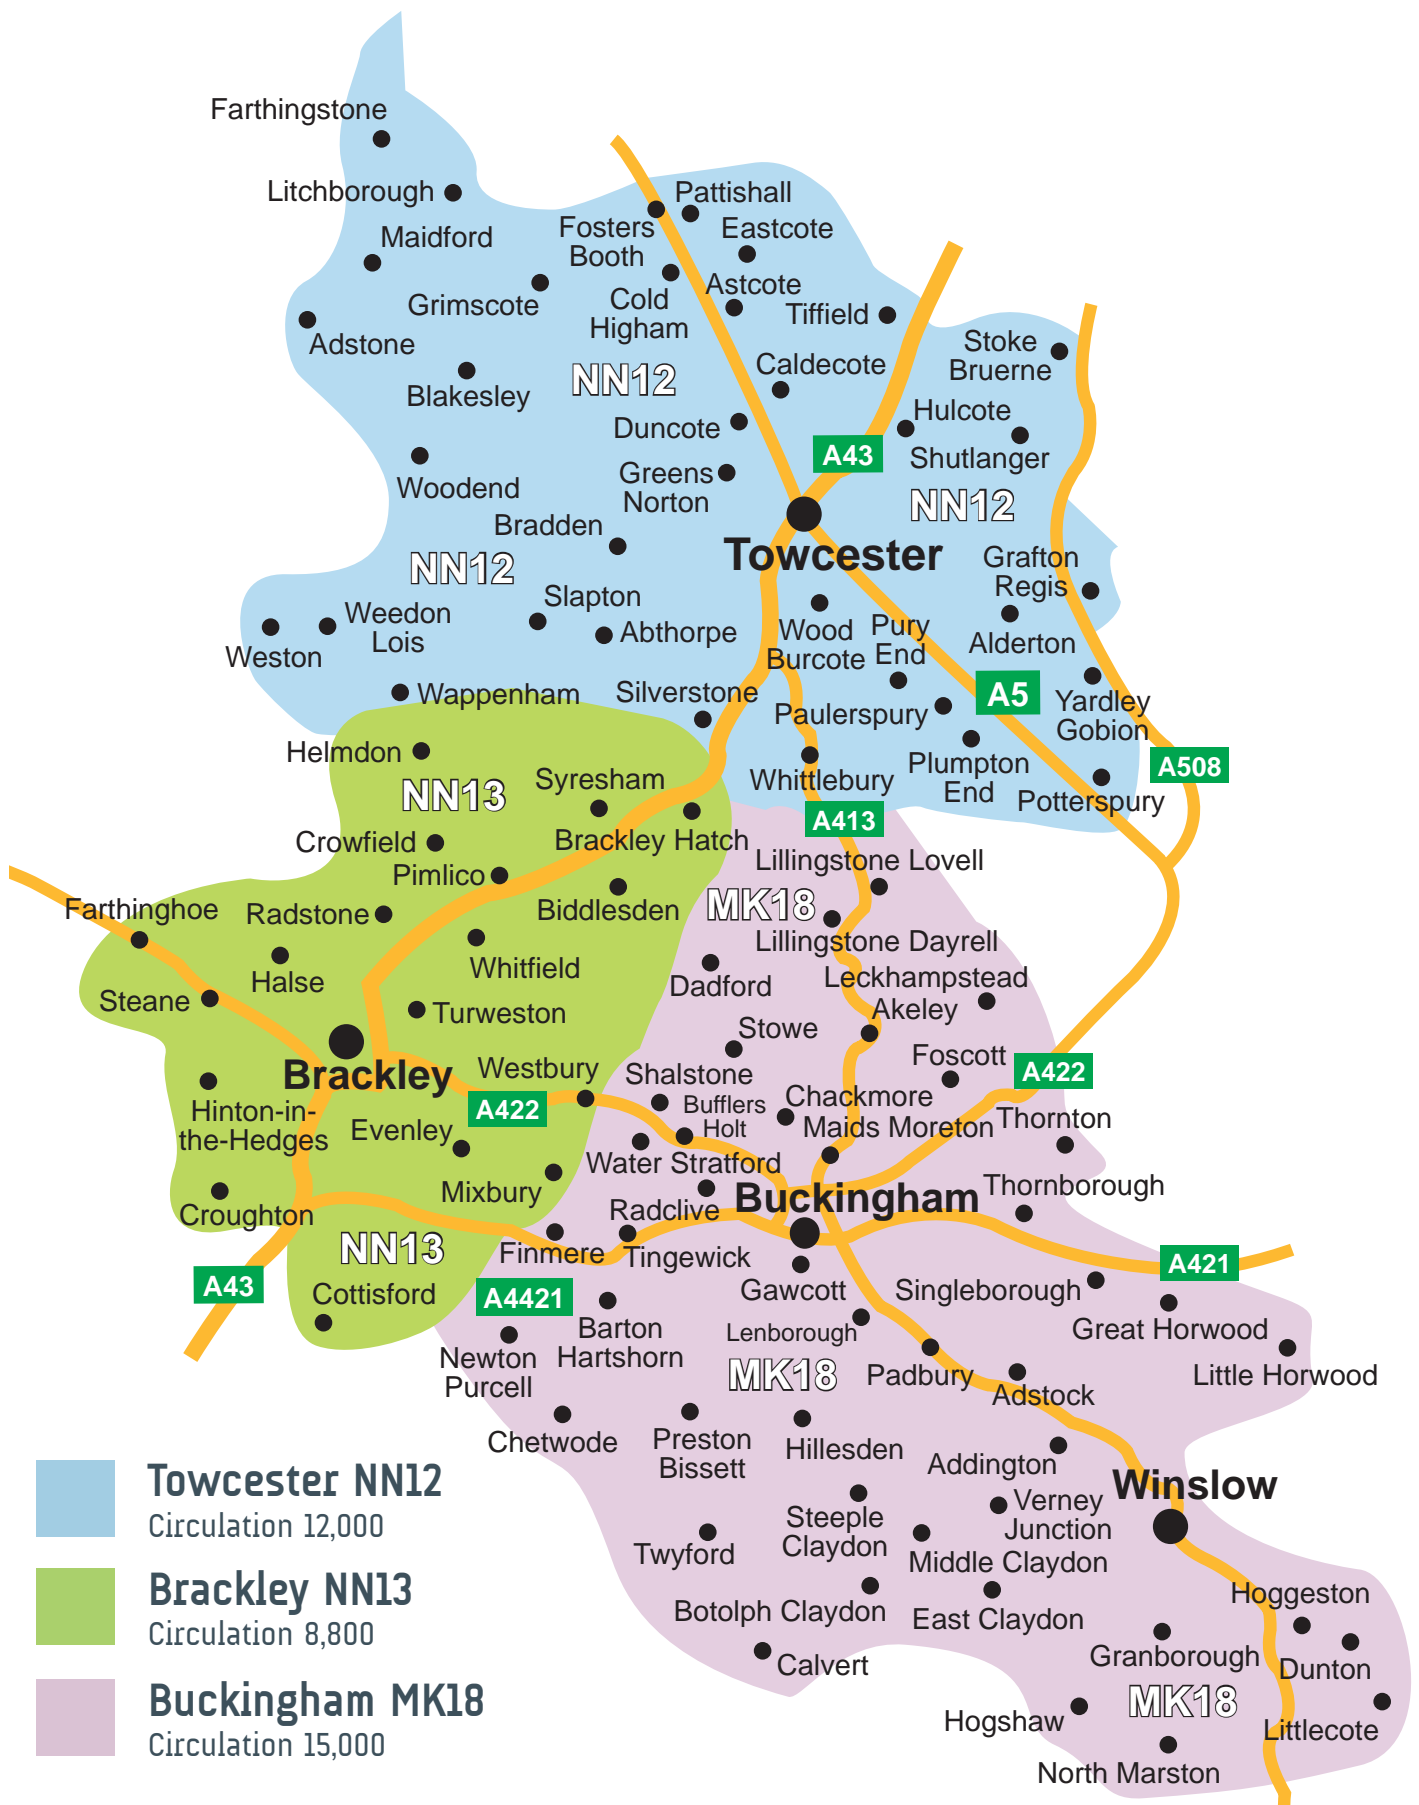 Farthingstone
Litchborough
Pattishall
Maidford
Fosters
Booth
Eastcote
Grimscote
Cold
Higham
Astcote
Tiffield
Adstone
Stoke
Bruerne
NN12
Caldecote
Blakesley
Hulcote
Duncote
A43
Shutlanger
Greens
Norton
Woodend
NN12
Bradden
Towcester
NN12
Grafton
Regis
Slapton
Weedon
Lois
Abthorpe
Wood
Burcote
Pury
End
Alderton
Weston
Wappenham
Silverstone
A5
Yardley
Gobion
Paulerspury
Helmdon
A508
Plumpton
End
Syresham
Whittlebury
NN13
Potterspury
A413
Crowfield
Brackley Hatch
Lillingstone Lovell
Pimlico
MK18
Farthinghoe
Radstone
Biddlesden
Lillingstone Dayrell
Whitfield
Leckhampstead
Halse
Dadford
Steane
Akeley
Turweston
Stowe
Foscott
Brackley
Westbury
Shalstone
A422
Chackmore
Bufflers
Holt
A422
Hinton-in-
the-Hedges
Evenley
Maids Moreton
Thornton
Water Stratford
Mixbury
Buckingham
Thornborough
Croughton
Radclive
NN13
Finmere
Tingewick
A421
A43
Gawcott
Singleborough
Cottisford
A4421
Barton
Hartshorn
Lenborough
Great Horwood
Newton
Purcell
MK18
Padbury
Little Horwood
Adstock
Chetwode
Preston
Bissett
Hillesden
Addington
Winslow
Steeple
Claydon
Verney
Junction
Twyford
Middle Claydon
Hoggeston
Botolph Claydon
East Claydon
Granborough
Calvert
Dunton
MK18
Hogshaw
Littlecote
North Marston
Towcester NN12
Circulation 12,000
Brackley NN13
Circulation 8,800
Buckingham MK18
Circulation 15,000